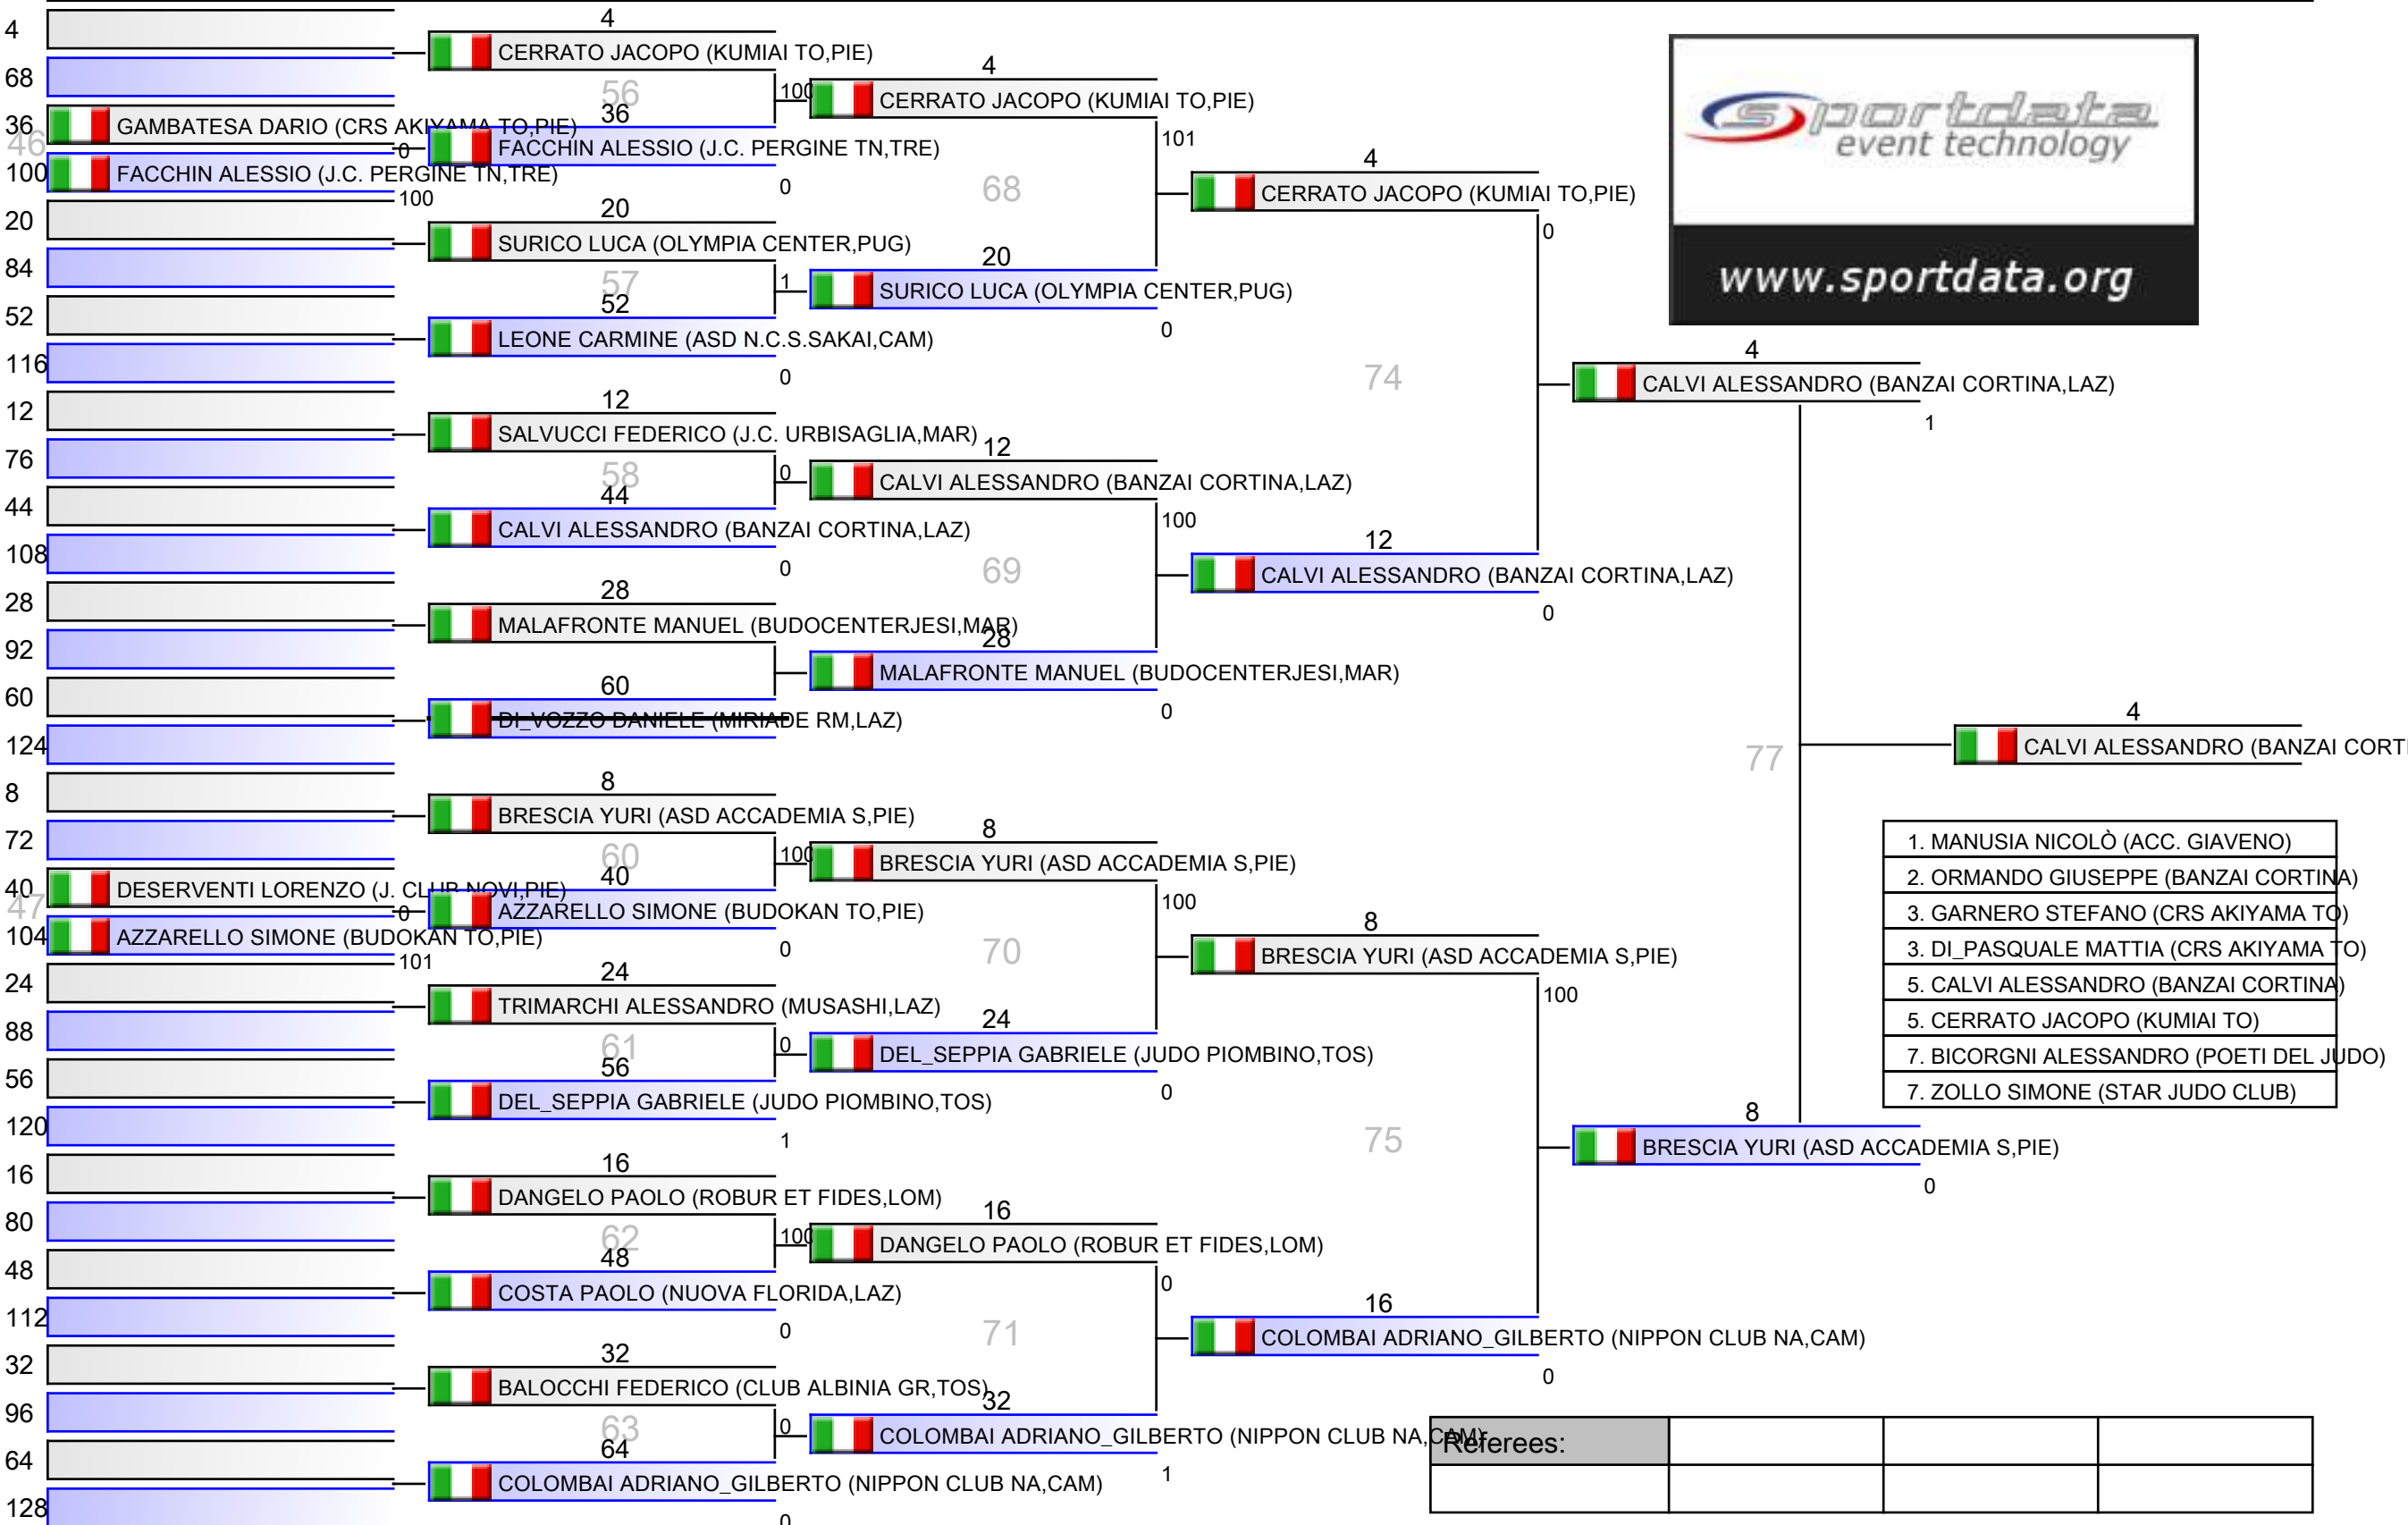 4
68
36
46
100
20
84
52
116
12
76
44
108
28
92
60
124
8
72
40
47
104
24
88
56
120
16
80
48
112
32
96
64
128
GAMBATESA DARIO (CRS AKIYAMA TO,PIE)
0
FACCHIN ALESSIO (J.C. PERGINE TN,TRE)
100
DESERVENTI LORENZO (J. CLUB NOVI,PIE)
0
AZZARELLO SIMONE (BUDOKAN TO,PIE)
101
4
CERRATO JACOPO (KUMIAI TO,PIE)
100
56
36
FACCHIN ALESSIO (J.C. PERGINE TN,TRE)
0
20
SURICO LUCA (OLYMPIA CENTER,PUG)
1
57
52
LEONE CARMINE (ASD N.C.S.SAKAI,CAM)
0
12
SALVUCCI FEDERICO (J.C. URBISAGLIA,MAR)
0
58
44
CALVI ALESSANDRO (BANZAI CORTINA,LAZ)
0
28
MALAFRONTE MANUEL (BUDOCENTERJESI,MAR)
60
DI_VOZZO DANIELE (MIRIADE RM,LAZ)
8
BRESCIA YURI (ASD ACCADEMIA S,PIE)
100
60
40
AZZARELLO SIMONE (BUDOKAN TO,PIE)
0
24
TRIMARCHI ALESSANDRO (MUSASHI,LAZ)
0
61
56
DEL_SEPPIA GABRIELE (JUDO PIOMBINO,TOS)
1
16
DANGELO PAOLO (ROBUR ET FIDES,LOM)
100
62
48
COSTA PAOLO (NUOVA FLORIDA,LAZ)
0
32
BALOCCHI FEDERICO (CLUB ALBINIA GR,TOS)
0
63
64
COLOMBAI ADRIANO_GILBERTO (NIPPON CLUB NA,CAM)
0
4
CERRATO JACOPO (KUMIAI TO,PIE)
101
68
20
SURICO LUCA (OLYMPIA CENTER,PUG)
0
12
CALVI ALESSANDRO (BANZAI CORTINA,LAZ)
100
69
28
MALAFRONTE MANUEL (BUDOCENTERJESI,MAR)
0
8
BRESCIA YURI (ASD ACCADEMIA S,PIE)
100
70
24
DEL_SEPPIA GABRIELE (JUDO PIOMBINO,TOS)
0
16
DANGELO PAOLO (ROBUR ET FIDES,LOM)
0
71
32
COLOMBAI ADRIANO_GILBERTO (NIPPON CLUB NA,CAM)
1
4
CERRATO JACOPO (KUMIAI TO,PIE)
0
74
12
CALVI ALESSANDRO (BANZAI CORTINA,LAZ)
0
8
BRESCIA YURI (ASD ACCADEMIA S,PIE)
100
75
16
COLOMBAI ADRIANO_GILBERTO (NIPPON CLUB NA,CAM)
0
sportdata
event technology
www.sportdata.org
4
CALVI ALESSANDRO (BANZAI CORTINA,LAZ)
1
77
8
BRESCIA YURI (ASD ACCADEMIA S,PIE)
0
4
CALVI ALESSANDRO (BANZAI CORT
1. MANUSIA NICOLÒ (ACC. GIAVENO)
2. ORMANDO GIUSEPPE (BANZAI CORTINA)
3. GARNERO STEFANO (CRS AKIYAMA TO)
3. DI_PASQUALE MATTIA (CRS AKIYAMA TO)
5. CALVI ALESSANDRO (BANZAI CORTINA)
5. CERRATO JACOPO (KUMIAI TO)
7. BICORGNI ALESSANDRO (POETI DEL JUDO)
7. ZOLLO SIMONE (STAR JUDO CLUB)
Referees: